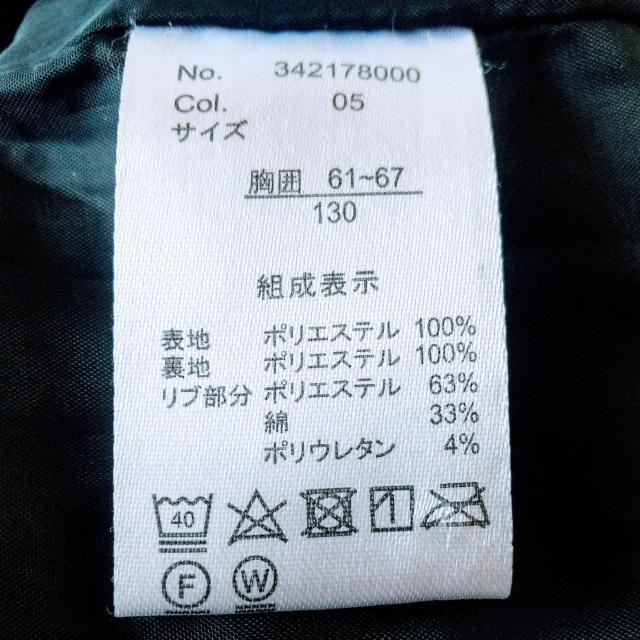 No. 342178000
Col. 05
サイズ
胸囲 61~67
130
組成表示
表地 ポリエステル 100%
裏地 ポリエステル 100%
リブ部分 ポリエステル 63%
綿 33%
ポリウレタン 4%
40
F W